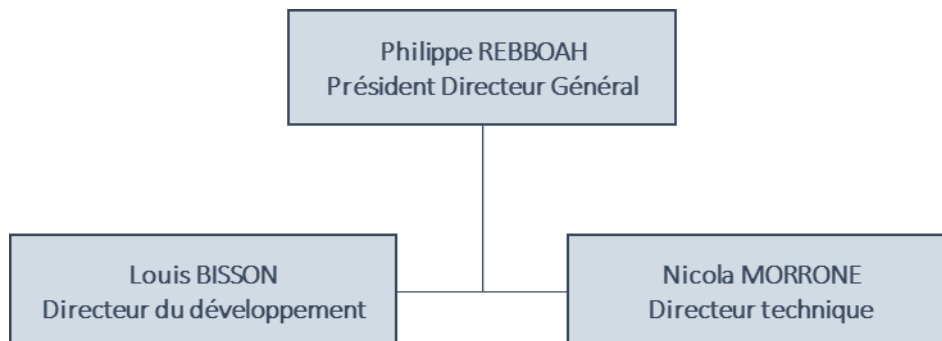 Philippe REBBOAH
Président Directeur Général
Louis BISSON
Directeur du développement
Nicola MORRONE
Directeur technique